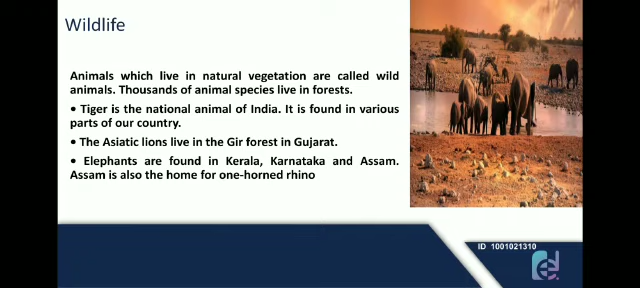 Wildlife
Animals which live in natural vegetation are called wild
animals. Thousands of animal species live in forests.
• Tiger is the national animal of India. It is found in various
parts of our country.
• The Asiatic lions live in the Gir forest in Gujarat.
• Elephants are found in Kerala, Karnataka and Assam.
Assam is also the home for one-horned rhino
ID 1001021310